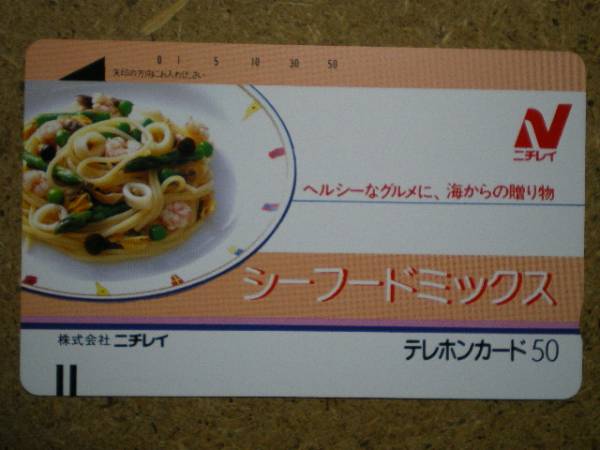 0 1 5 10 30 50
矢印の方向にお入れください
N
ニチレイ
ヘルシーなグルメに、海からの贈り物
シーフードミックス
株式会社 ニチレイ
テレホンカード50